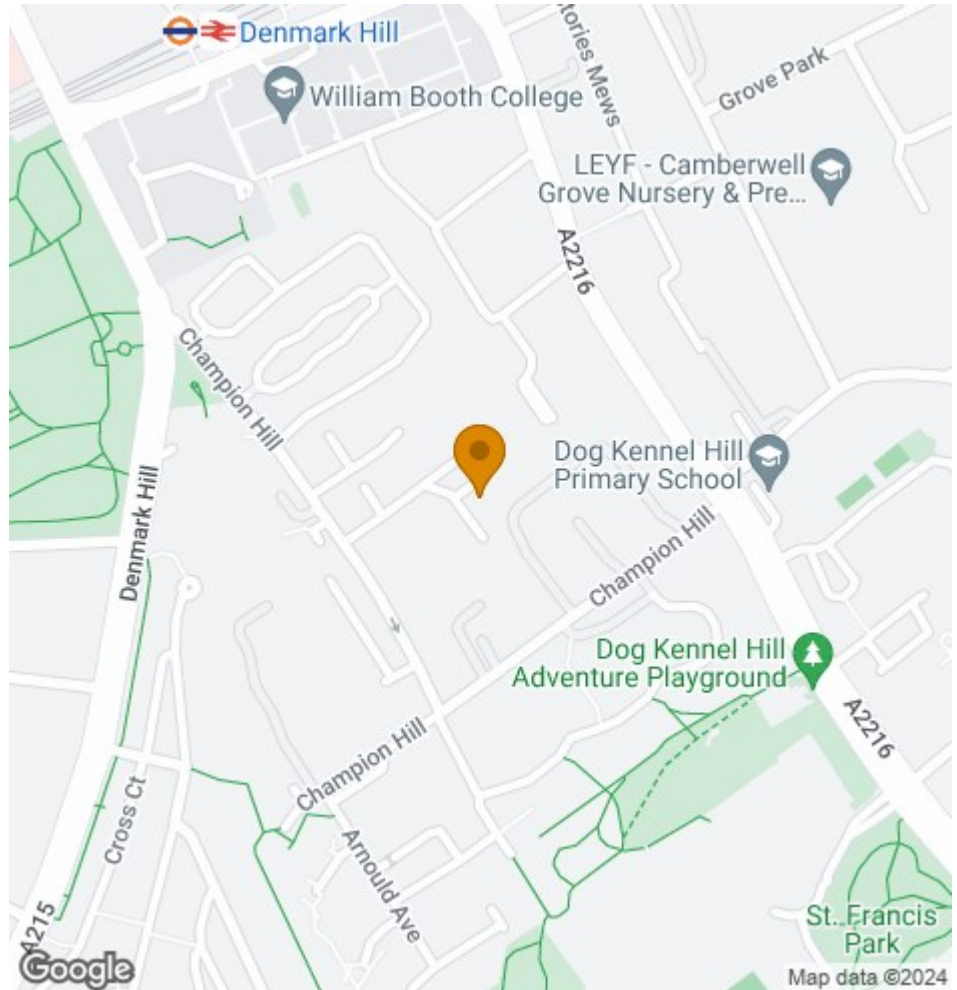 Denmark Hill
William Booth College
tories Mews
Grove Park
LEYF - Camberwell
Grove Nursery & Pre...
A2216
Champion Hill
Denmark Hill
Dog Kennel Hill
Primary School
Champion Hill
Dog Kennel Hill
Adventure Playground
A2216
Champion Hill
Cross Ct
Arnould Ave
A215
St. Francis
Park
Google
Map data ©2024